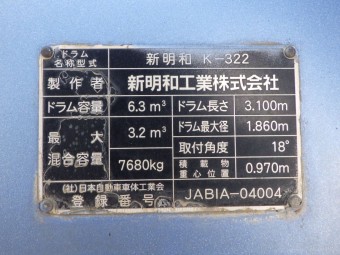 ドラム名称型式 新明和 K-322
製作者 新明和工業株式会社
ドラム容量 6.3 m³ ドラム長さ 3.100m
最大混合容量 3.2 m³ ドラム最大径 1.860m
7680kg 取付角度 18°
積載物重心位置 0.970m
(社)日本自動車車体工業会
登録番号 JABIA-04004